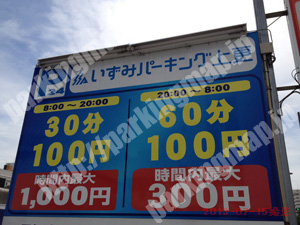 24
いずみパーキング上里
8:00～20:00
30分
100円
時間内最大
1,000円
20:00～8:00
60分
100円
時間内最大
300円